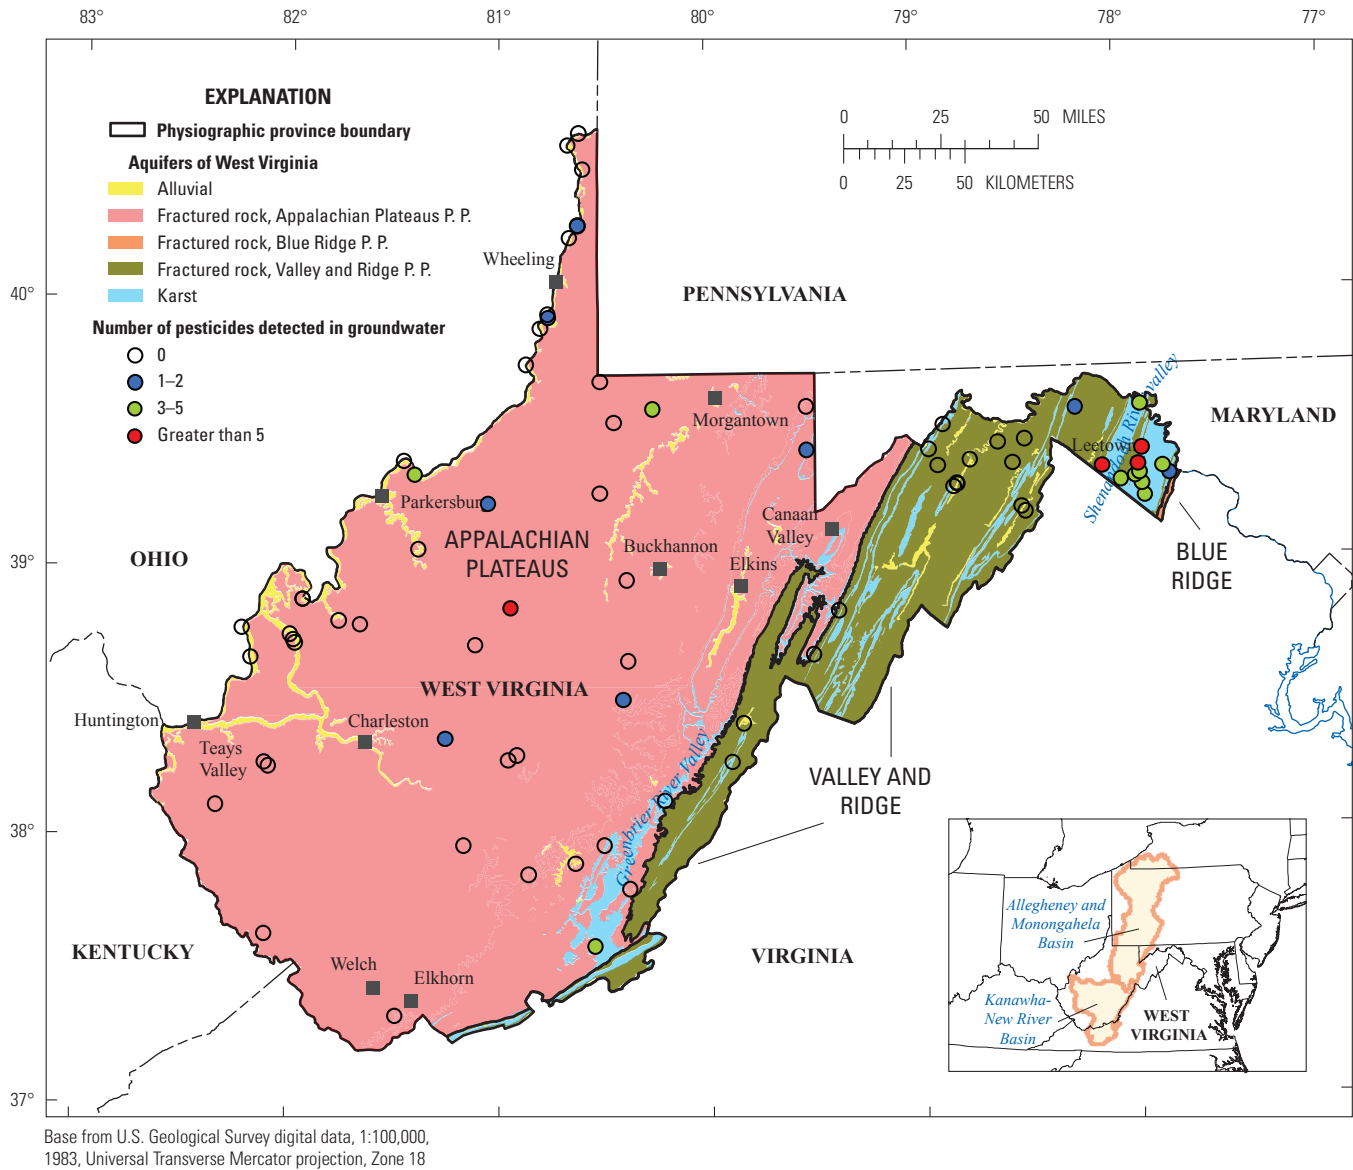 83°
82°
81°
80°
79°
78°
77°
EXPLANATION
Physiographic province boundary
Aquifers of West Virginia
Alluvial
Fractured rock, Appalachian Plateaus P. P.
Fractured rock, Blue Ridge P. P.
Fractured rock, Valley and Ridge P. P.
Karst
Number of pesticides detected in groundwater
0
1–2
3–5
Greater than 5
0 25 50 MILES
0 25 50 KILOMETERS
Wheeling
40°
PENNSYLVANIA
MARYLAND
Morgantown
Leetown
Shenandoah River valley
Parkersburg
Canaan
Valley
APPALACHIAN
PLATEAUS
Buckhannon
Elkins
OHIO
39°
BLUE
RIDGE
WEST VIRGINIA
Huntington
Charleston
Teays
Valley
Greenbrier River Valley
VALLEY AND
RIDGE
38°
KENTUCKY
VIRGINIA
Welch
Elkhorn
Allegheney and
Monongahela
Basin
Kanawha-
New River
Basin
WEST
VIRGINIA
37°
Base from U.S. Geological Survey digital data, 1:100,000,
1983, Universal Transverse Mercator projection, Zone 18